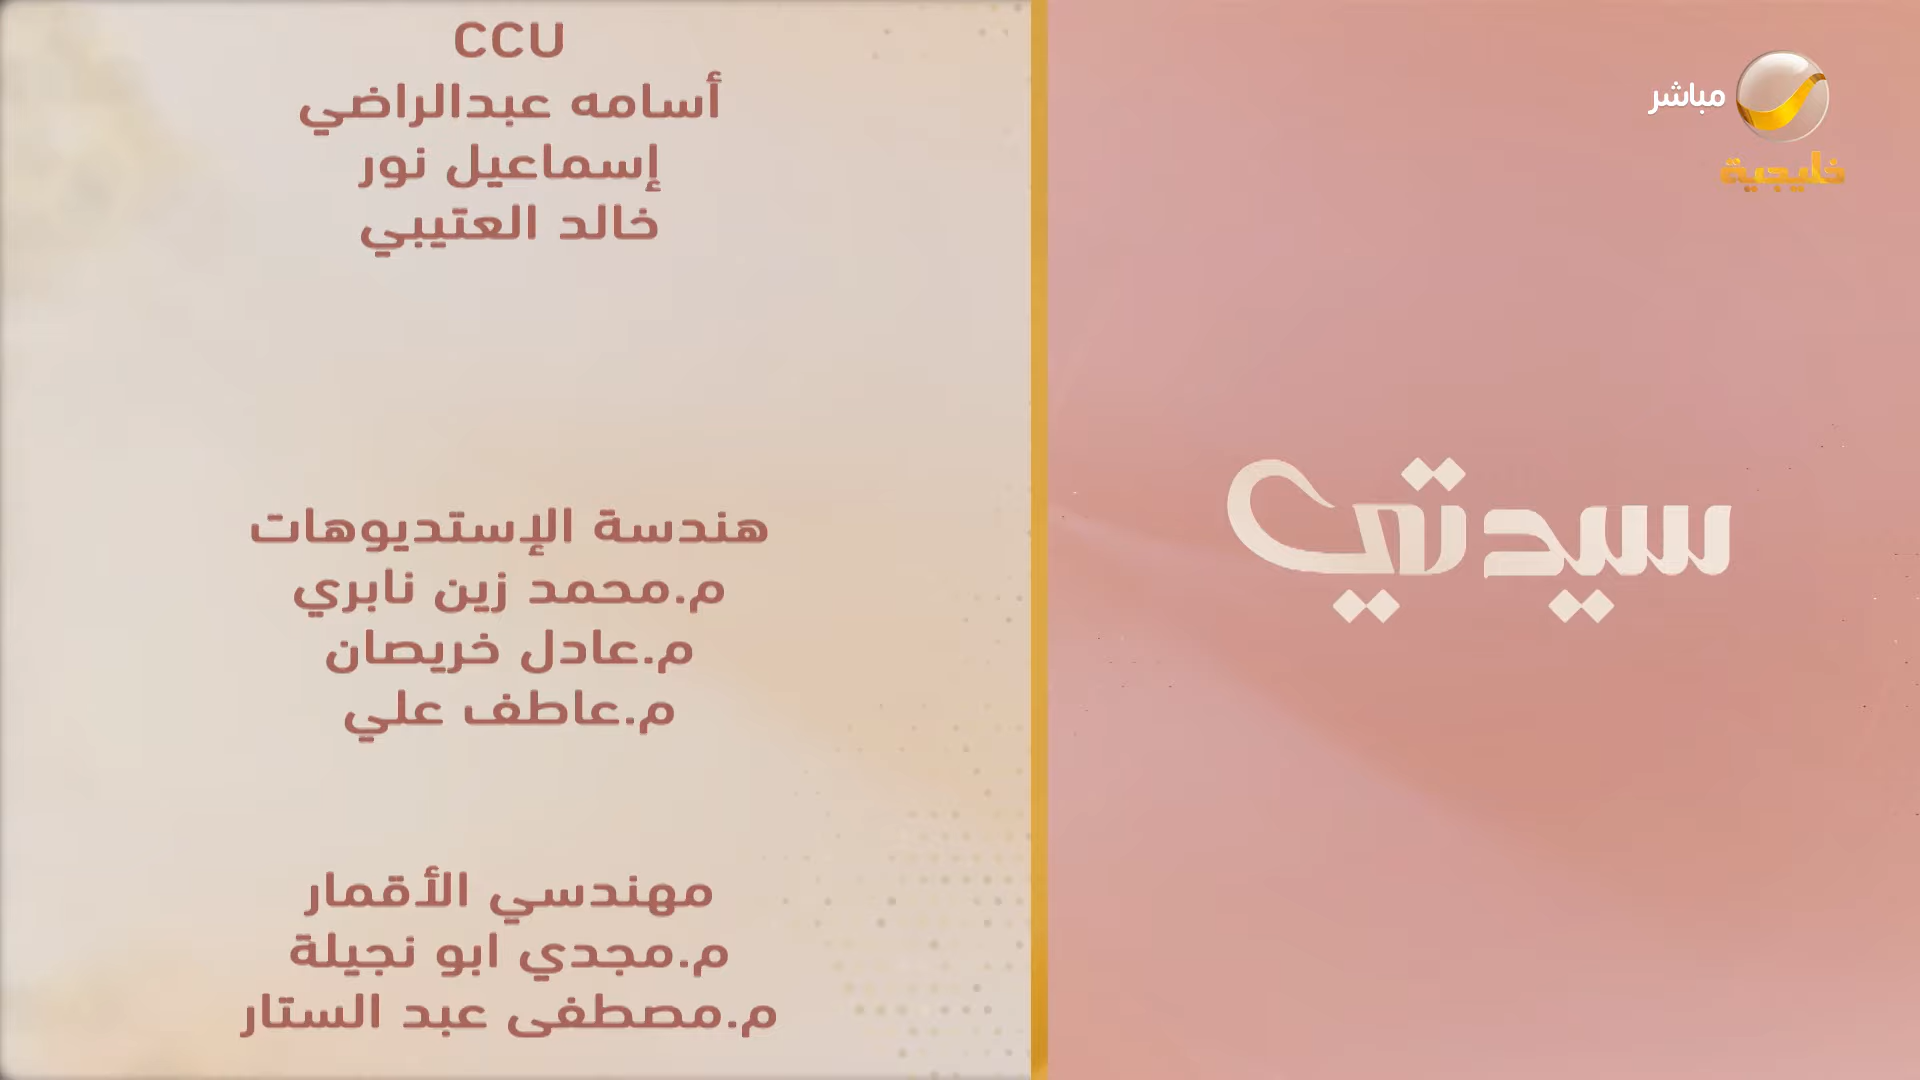 CCU
أسامه عبدالراضي
إسماعيل نور
خالد العتيبي
هندسة الإستديوهات
م.محمد زين نابري
م.عادل خريصان
م.عاطف علي
مهندسي الأقمار
م.مجدي ابو نجيلة
م.مصطفى عبد الستار
مباشر
خليجية
سيدتي